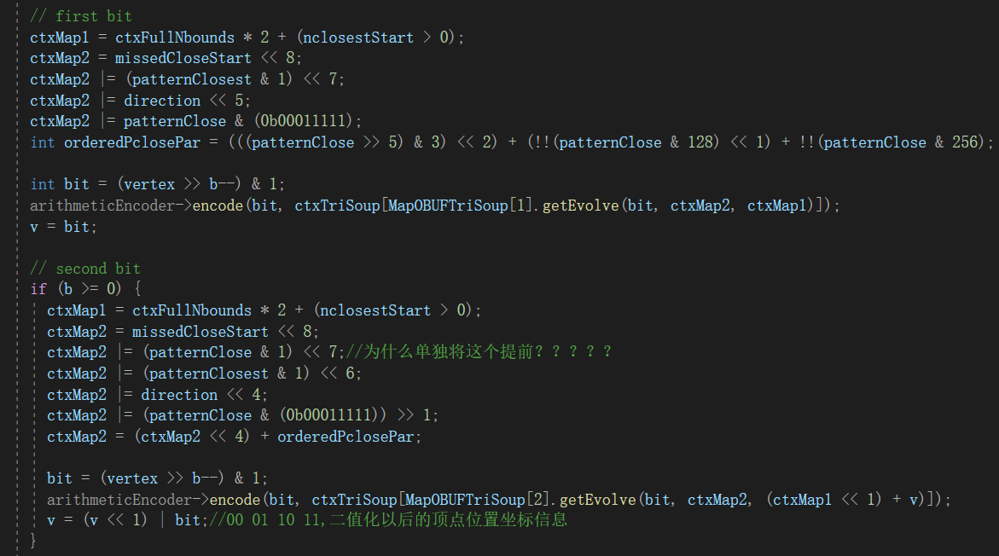 // first bit
ctxMap1 = ctxFullNbounds * 2 + (nclosestStart > 0);
ctxMap2 = missedCloseStart << 8;
ctxMap2 |= (patternClosest & 1) << 7;
ctxMap2 |= direction << 5;
ctxMap2 |= patternClose & (0b00011111);
int orderedPclosePar = (((patternClose >> 5) & 3) << 2) + (!!(patternClose & 128) << 1) + !!(patternClose & 256);
int bit = (vertex >> b--) & 1;
arithmeticEncoder->encode(bit, ctxTriSoup[MapOBUFTriSoup[1].getEvolve(bit, ctxMap2, ctxMap1)]);
v = bit;
// second bit
if (b >= 0) {
ctxMap1 = ctxFullNbounds * 2 + (nclosestStart > 0);
ctxMap2 = missedCloseStart << 8;
ctxMap2 |= (patternClose & 1) << 7;//为什么单独将这个提前？？？？？
ctxMap2 |= (patternClosest & 1) << 6;
ctxMap2 |= direction << 4;
ctxMap2 |= (patternClose & (0b00011111)) >> 1;
ctxMap2 = (ctxMap2 << 4) + orderedPclosePar;
bit = (vertex >> b--) & 1;
arithmeticEncoder->encode(bit, ctxTriSoup[MapOBUFTriSoup[2].getEvolve(bit, ctxMap2, (ctxMap1 << 1) + v)]);
v = (v << 1) | bit;//00 01 10 11,二值化以后的顶点位置坐标信息
}